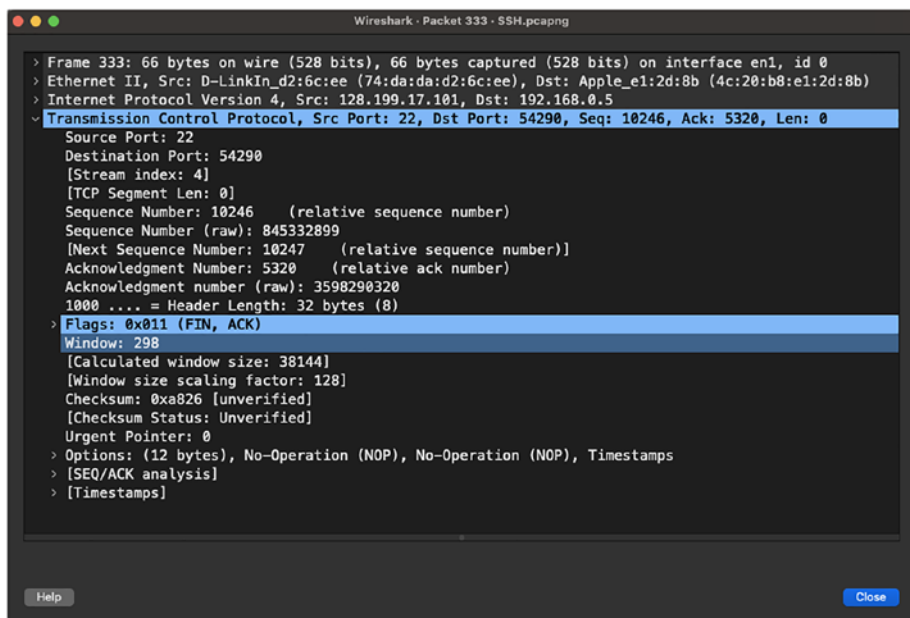 Wireshark · Packet 333 · SSH.pcapng
> Frame 333: 66 bytes on wire (528 bits), 66 bytes captured (528 bits) on interface en1, id 0
> Ethernet II, Src: D-LinkIn_d2:6c:ee (74:da:da:d2:6c:ee), Dst: Apple_e1:2d:8b (4c:20:b8:e1:2d:8b)
> Internet Protocol Version 4, Src: 128.199.17.101, Dst: 192.168.0.5
Transmission Control Protocol, Src Port: 22, Dst Port: 54290, Seq: 10246, Ack: 5320, Len: 0
Source Port: 22
Destination Port: 54290
[Stream index: 4]
[TCP Segment Len: 0]
Sequence Number: 10246    (relative sequence number)
Sequence Number (raw): 845332899
[Next Sequence Number: 10247    (relative sequence number)]
Acknowledgment Number: 5320    (relative ack number)
Acknowledgment number (raw): 3598290320
1000 .... = Header Length: 32 bytes (8)
> Flags: 0x011 (FIN, ACK)
Window: 298
[Calculated window size: 38144]
[Window size scaling factor: 128]
Checksum: 0xa826 [unverified]
[Checksum Status: Unverified]
Urgent Pointer: 0
> Options: (12 bytes), No-Operation (NOP), No-Operation (NOP), Timestamps
> [SEQ/ACK analysis]
> [Timestamps]
Help
Close